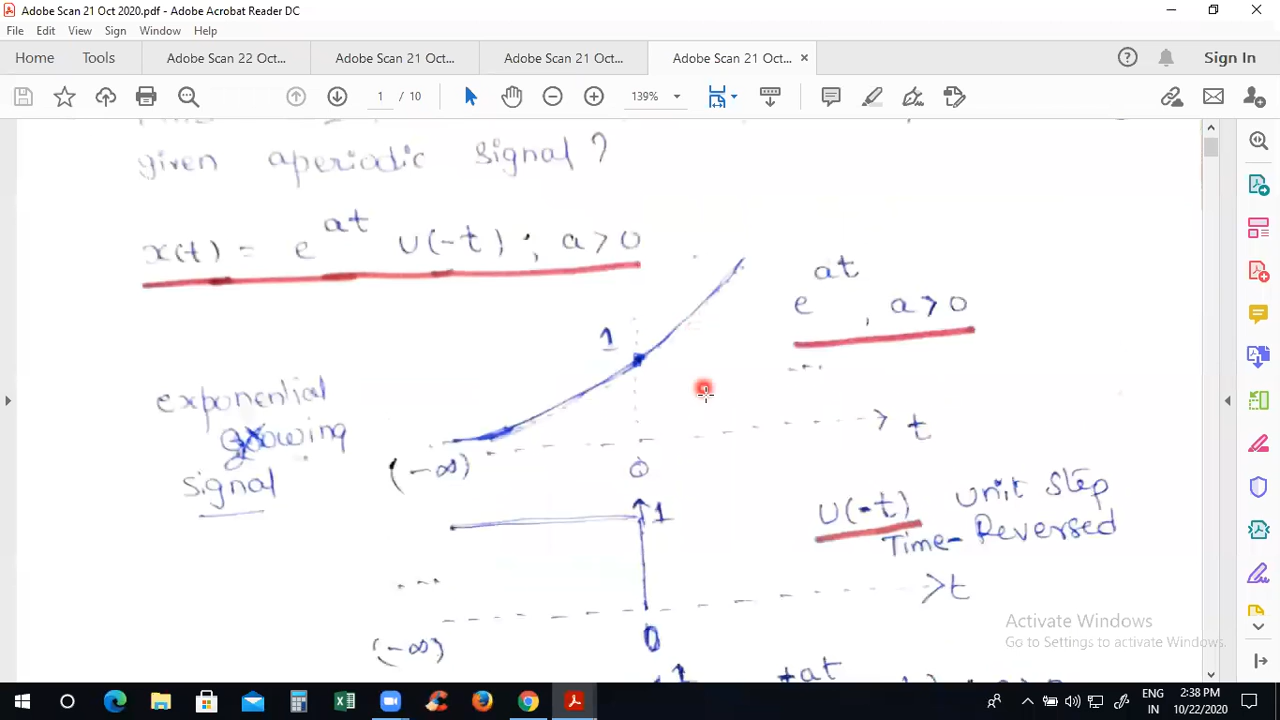 Adobe Scan 21 Oct 2020.pdf - Adobe Acrobat Reader DC
File Edit View Sign Window Help
Home Tools Adobe Scan 22 Oct... Adobe Scan 21 Oct... Adobe Scan 21 Oct... Adobe Scan 21 Oct... × Sign In
1 / 10 139%
given aperiodic signal ?
x(t) = e^at u(-t) ; a > 0
e^at , a > 0
1
exponential
growing
signal
(-∞) 0 t
1
u(-t) Unit Step
Time-Reversed
t
(-∞) 0
Activate Windows
Go to Settings to activate Windows.
1 +at
ENG 2:38 PM
IN 10/22/2020